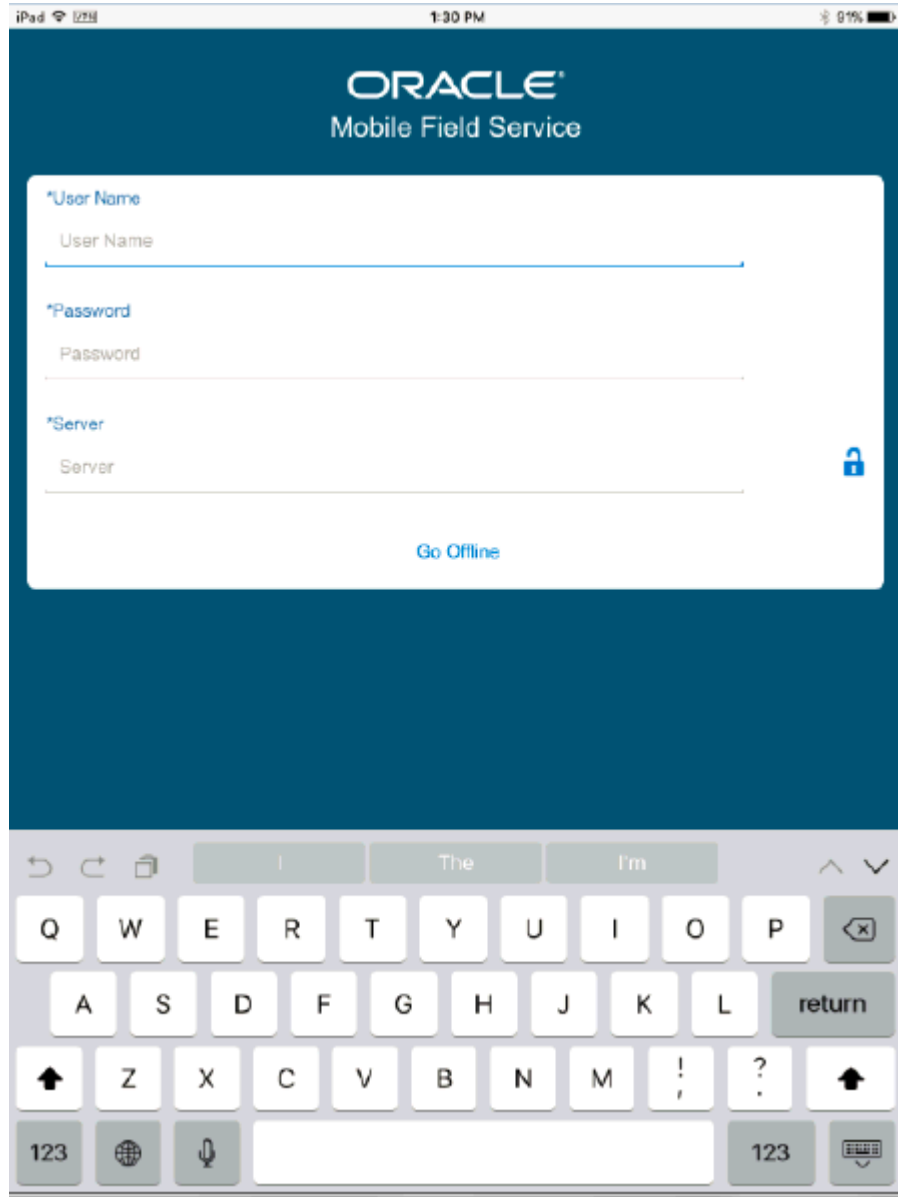 iPad VPN 1:30 PM 91%
ORACLE®
Mobile Field Service
*User Name
User Name
*Password
Password
*Server
Server
Go Offline
I The I'm
Q W E R T Y U I O P
A S D F G H J K L return
Z X C V B N M ! , ? .
123 123